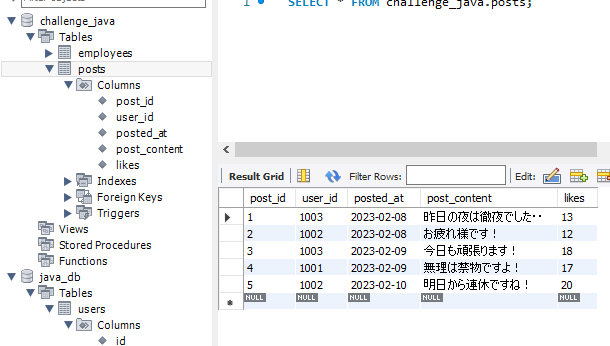 challenge_java
Tables
employees
posts
Columns
post_id
user_id
posted_at
post_content
likes
Indexes
Foreign Keys
Triggers
Views
Stored Procedures
Functions
java_db
Tables
users
Columns
id
1 SELECT * FROM challenge_java.posts;
Result Grid Filter Rows: Edit:
post_id user_id posted_at post_content likes
1 1003 2023-02-08 昨日の夜は徹夜でした・・ 13
2 1002 2023-02-08 お疲れ様です！ 12
3 1003 2023-02-09 今日も頑張ります！ 18
4 1001 2023-02-09 無理は禁物ですよ！ 17
5 1002 2023-02-10 明日から連休ですね！ 20
NULL NULL NULL NULL NULL